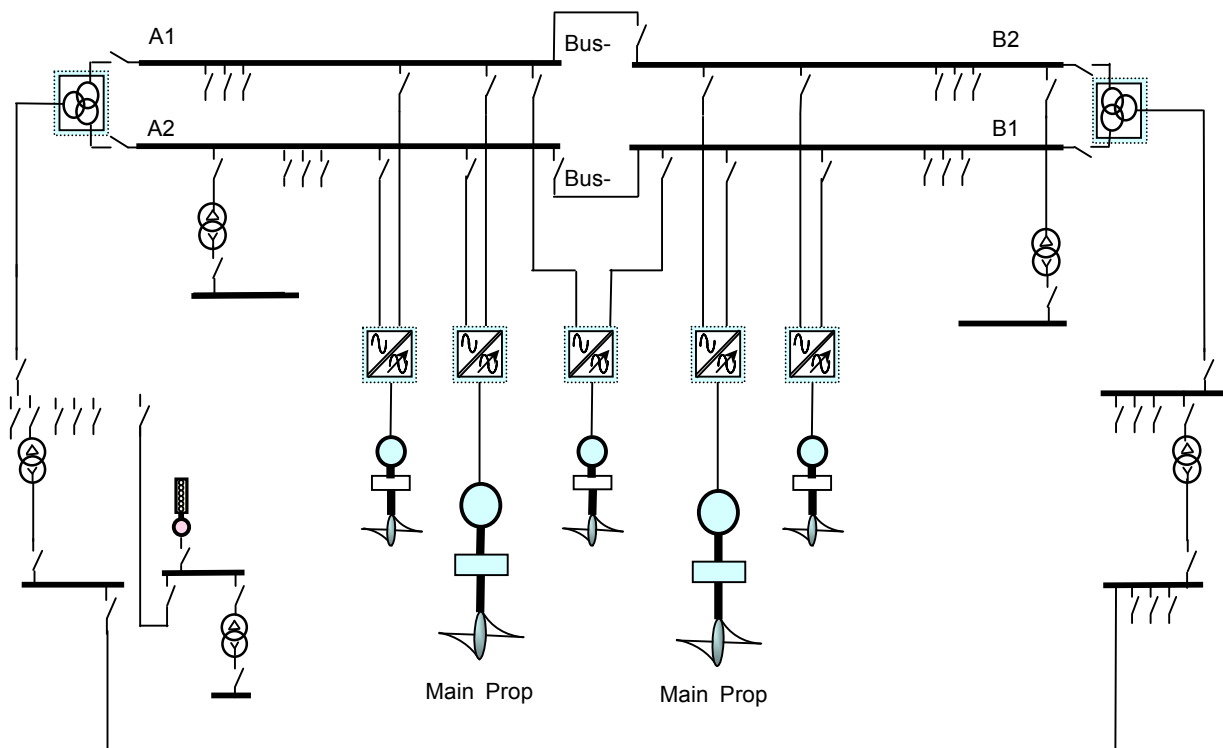 A1
Bus-
B2
A2
B1
Bus-
Main Prop
Main Prop